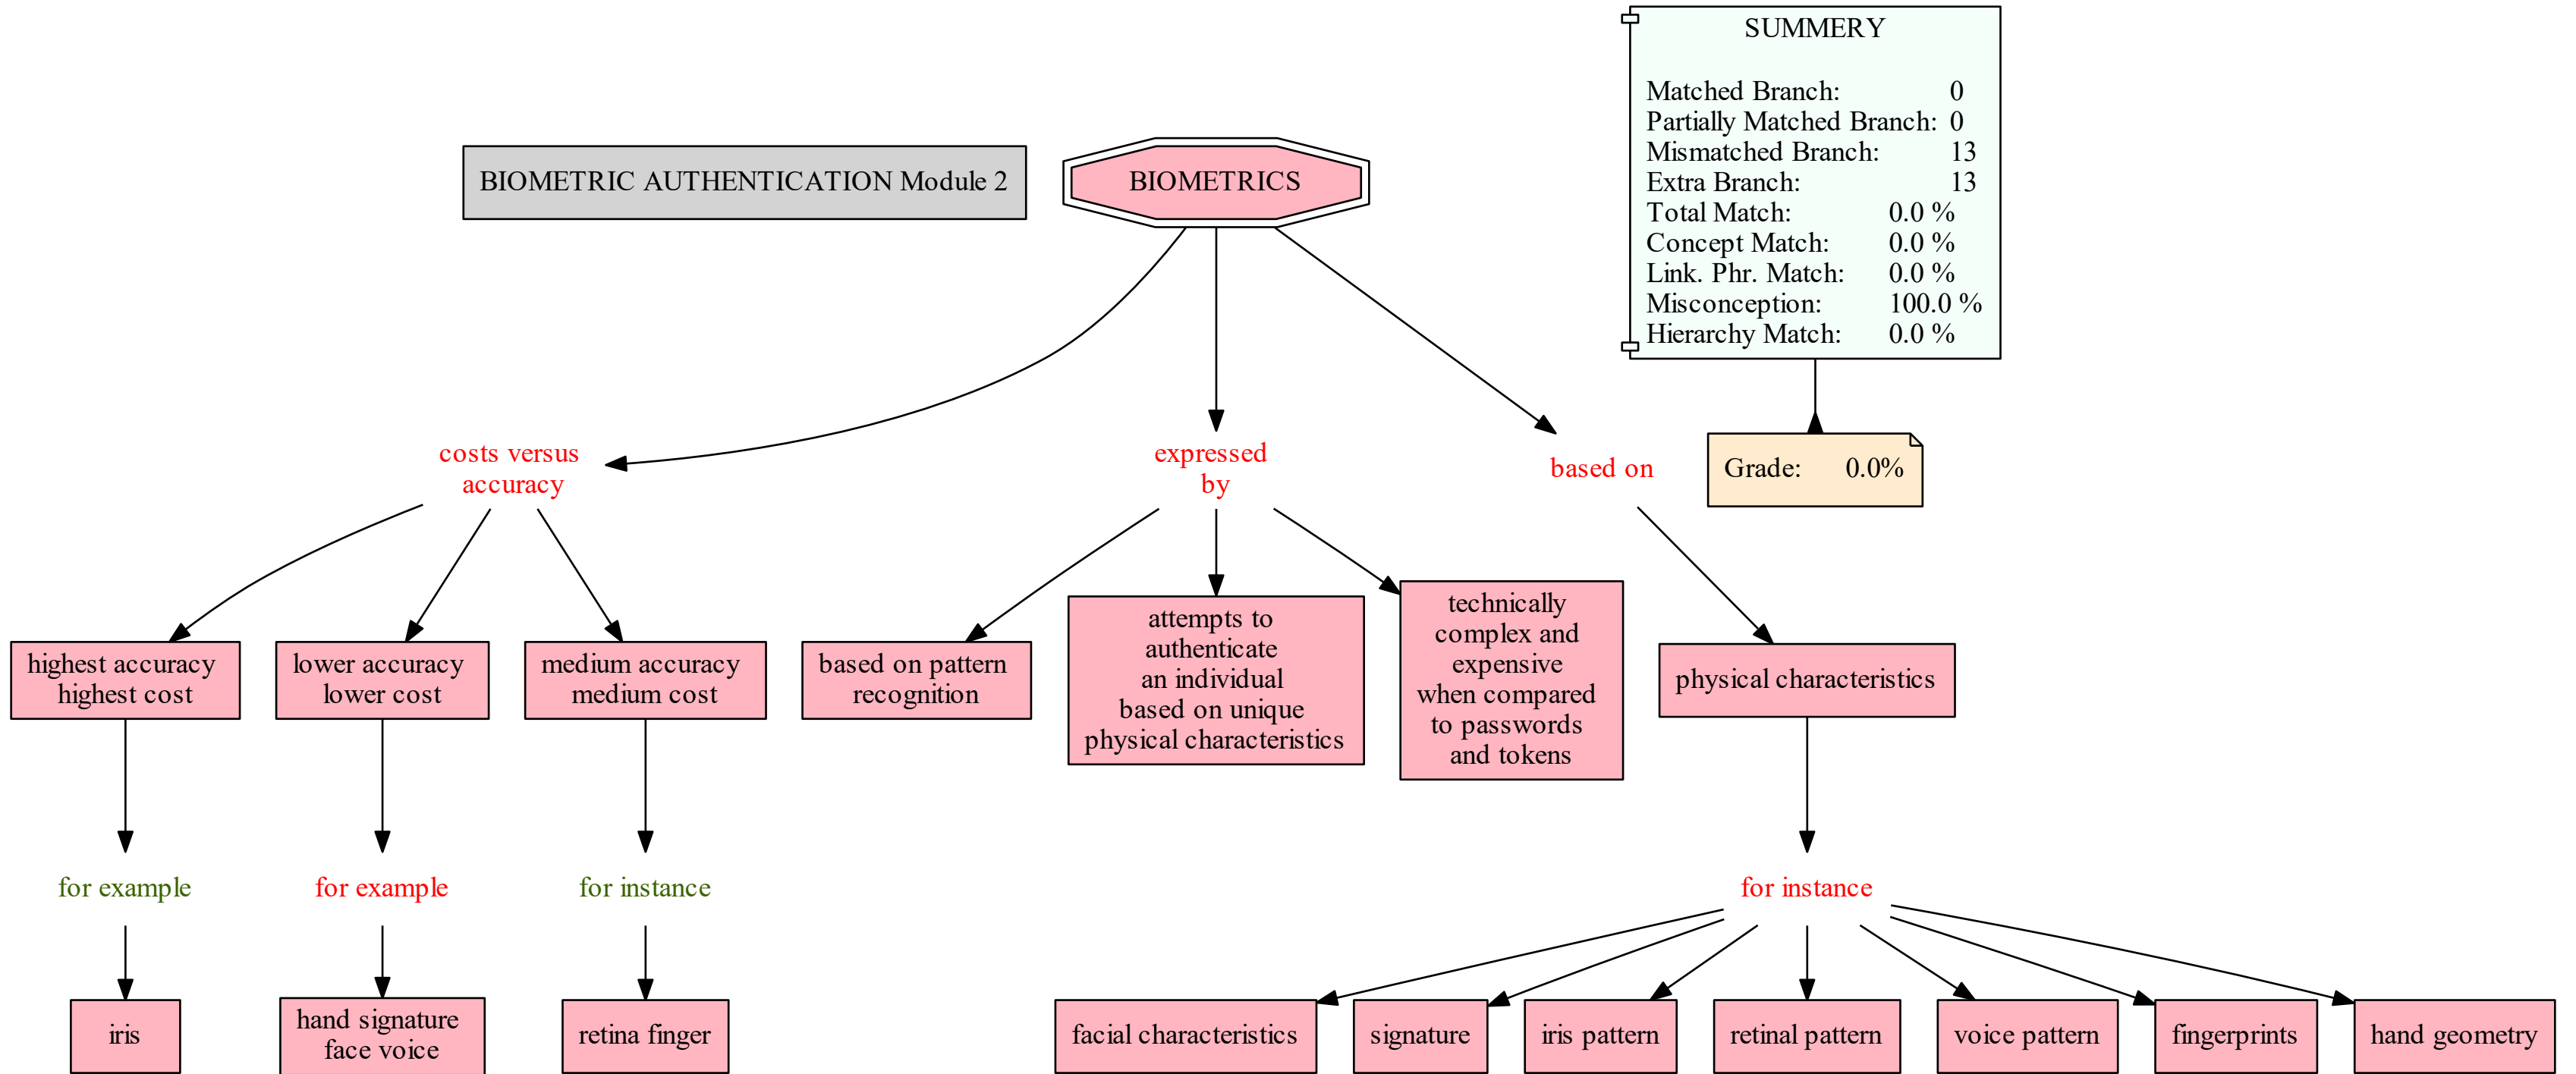 SUMMERY
Matched Branch: 0
Partially Matched Branch: 0
Mismatched Branch: 13
Extra Branch: 13
Total Match: 0.0 %
Concept Match: 0.0 %
Link. Phr. Match: 0.0 %
Misconception: 100.0 %
Hierarchy Match: 0.0 %
BIOMETRIC AUTHENTICATION Module 2
BIOMETRICS
costs versus
accuracy
expressed
by
based on
Grade: 0.0%
highest accuracy
highest cost
lower accuracy
lower cost
medium accuracy
medium cost
based on pattern
recognition
attempts to
authenticate
an individual
based on unique
physical characteristics
technically
complex and
expensive
when compared
to passwords
and tokens
physical characteristics
for example
for example
for instance
for instance
iris
hand signature
face voice
retina finger
facial characteristics
signature
iris pattern
retinal pattern
voice pattern
fingerprints
hand geometry